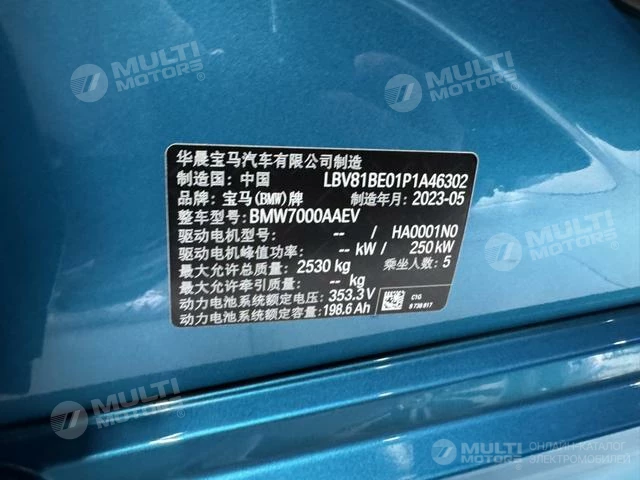 MULTI
MOTORS®
MULTI
MOTORS®
华晨宝马汽车有限公司制造
制造国: 中国 LBV81BE01P1A46302
品牌: 宝马(BMW)牌 制造年月: 2023-05
整车型号: BMW7000AAEV
驱动电机型号: -- / HA0001N0
驱动电机峰值功率: -- kW / 250 kW
最大允许总质量: 2530 kg 乘坐人数: 5
最大允许牵引质量: -- kg
动力电池系统额定电压: 353.3 V
动力电池系统额定容量: 198.6 Ah
C1G
8 738 817
MULTI
MOTORS®
MULTI
MOTORS®
MULTI
MOTORS
ОНЛАЙН-КАТАЛОГ
ЭЛЕКТРОМОБИЛЕЙ